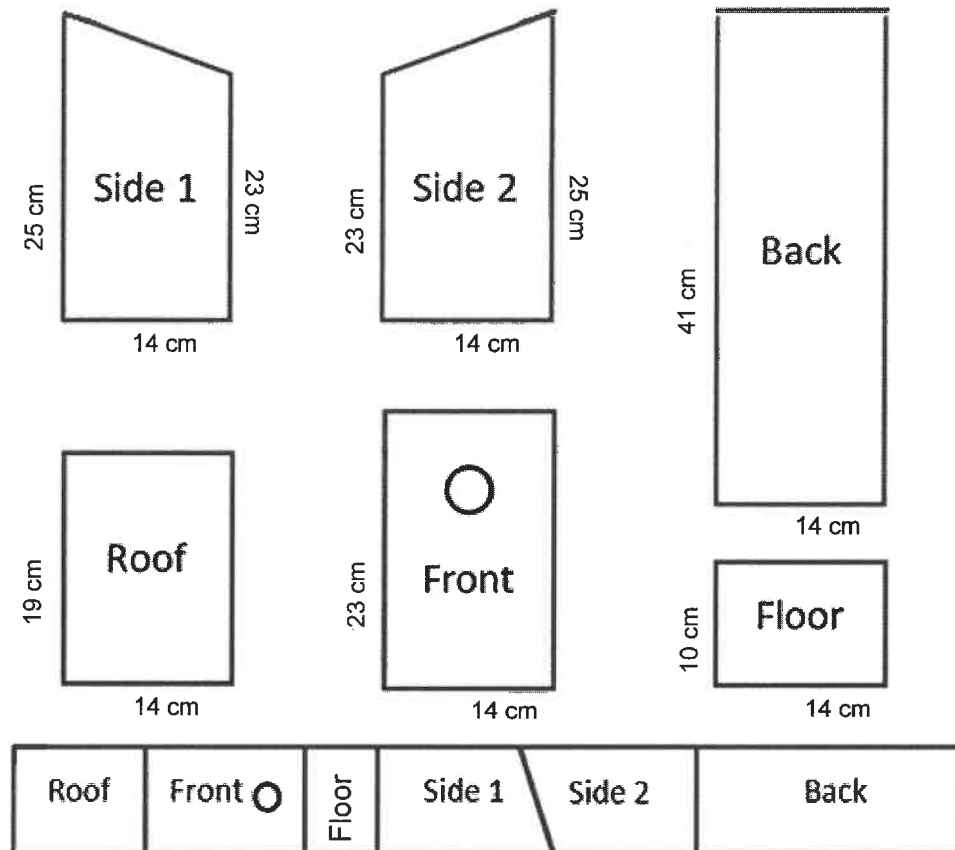 Side 1
25 cm
23 cm
14 cm
Side 2
23 cm
25 cm
14 cm
Back
41 cm
14 cm
Roof
19 cm
14 cm
Front
23 cm
14 cm
Floor
10 cm
14 cm
Roof
Front
Floor
Side 1
Side 2
Back